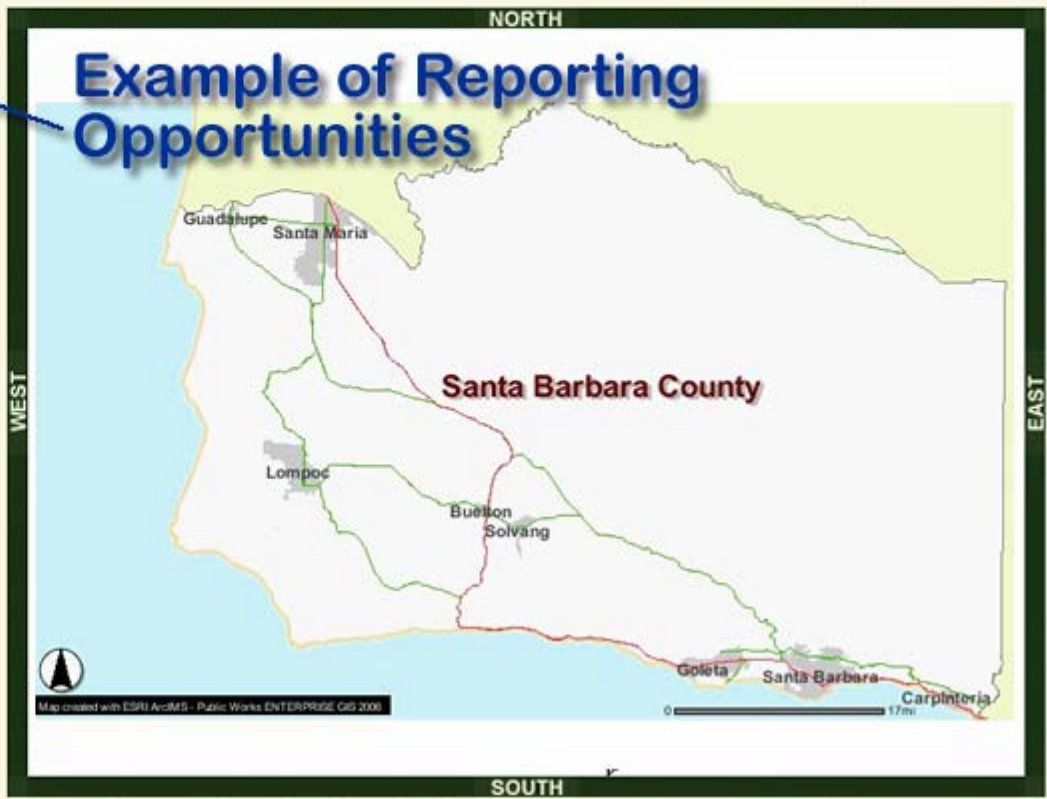 NORTH
Example of Reporting
Opportunities
Guadalupe
Santa Maria
Santa Barbara County
WEST
EAST
Lompoc
Buellton
Solvang
Goleta
Santa Barbara
Carpinteria
Map created with ESRI ArcIMS - Public Works ENTERPRISE GIS 2006
0 17mi
SOUTH